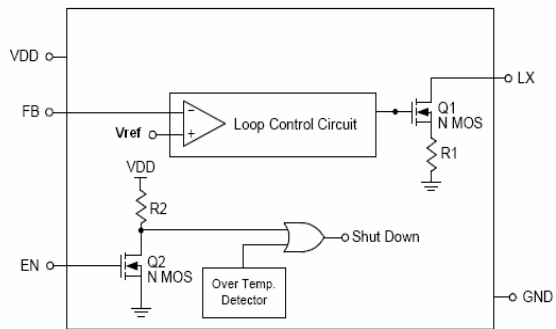 VDD
LX
FB
Q1
N MOS
Vref
Loop Control Circuit
R1
VDD
R2
Shut Down
EN
Q2
N MOS
Over Temp.
Detector
GND